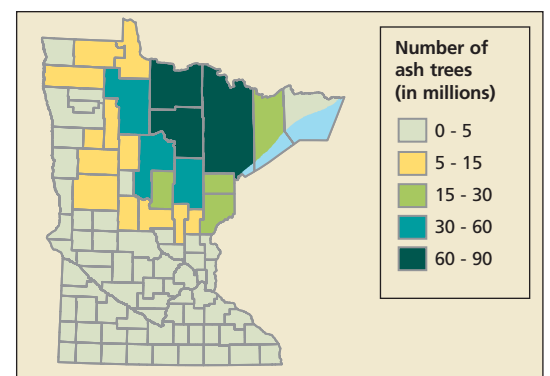 Number of
ash trees
(in millions)
0 - 5
5 - 15
15 - 30
30 - 60
60 - 90